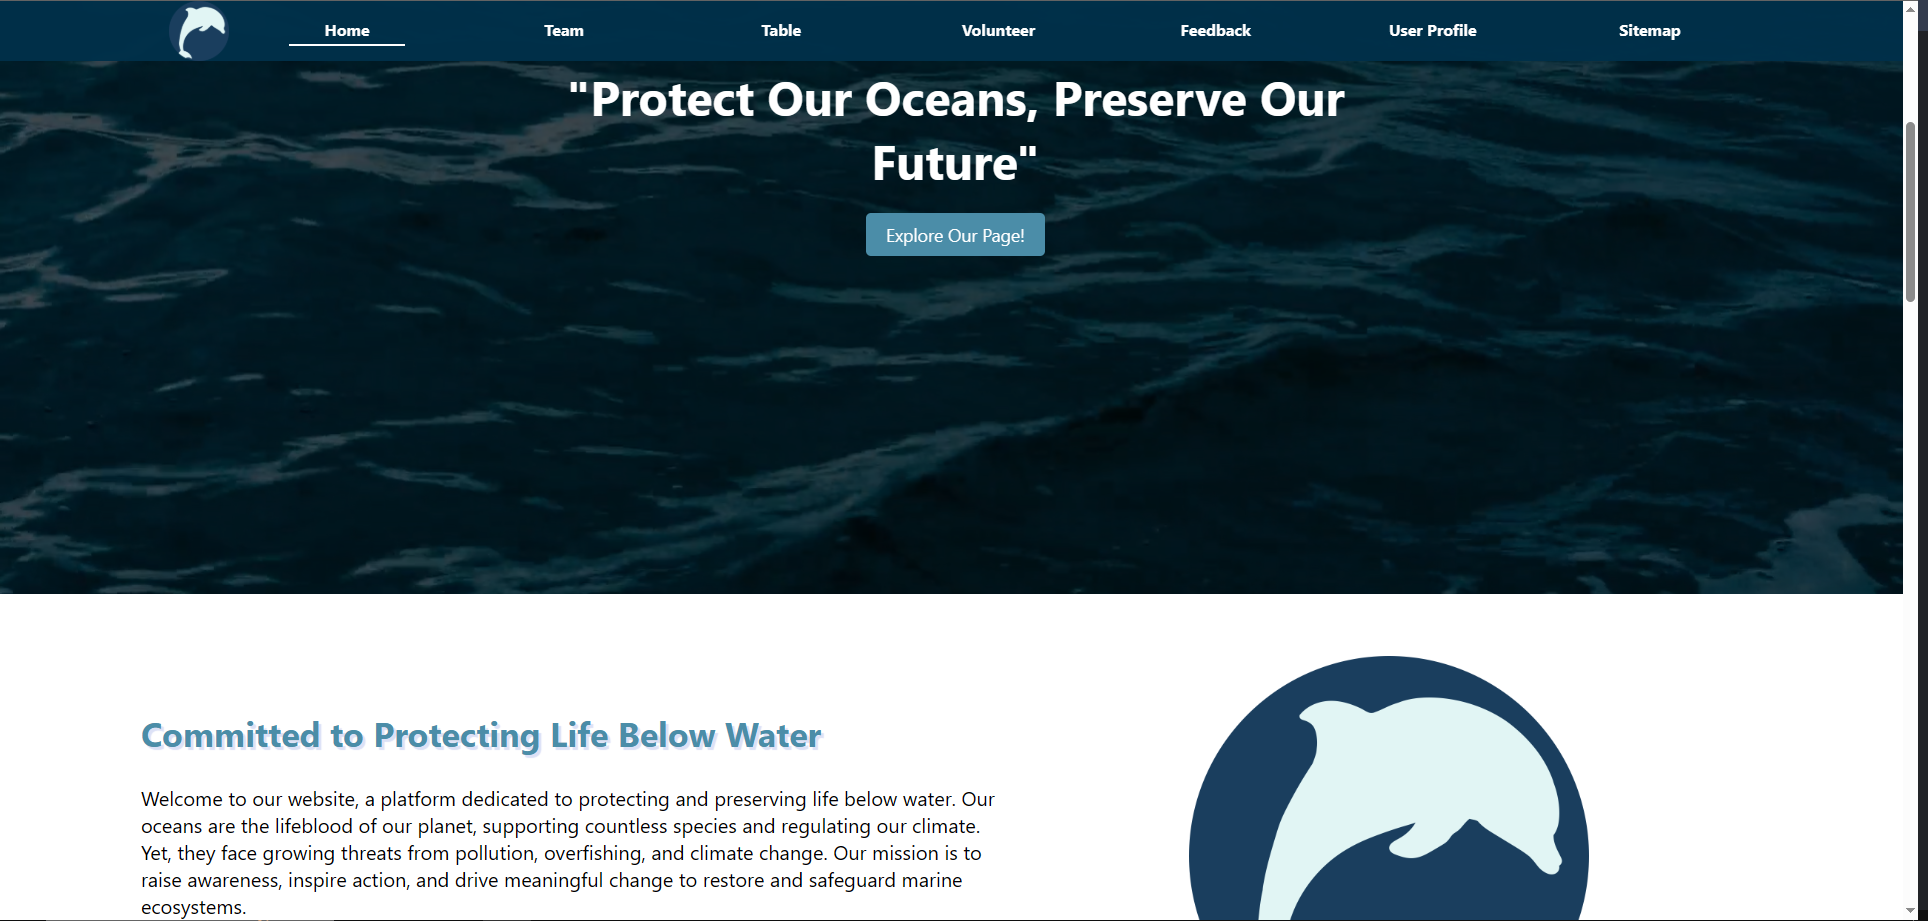 Home Team Table Volunteer Feedback User Profile Sitemap
"Protect Our Oceans, Preserve Our
Future"
Explore Our Page!
Committed to Protecting Life Below Water
Welcome to our website, a platform dedicated to protecting and preserving life below water. Our
oceans are the lifeblood of our planet, supporting countless species and regulating our climate.
Yet, they face growing threats from pollution, overfishing, and climate change. Our mission is to
raise awareness, inspire action, and drive meaningful change to restore and safeguard marine
ecosystems.